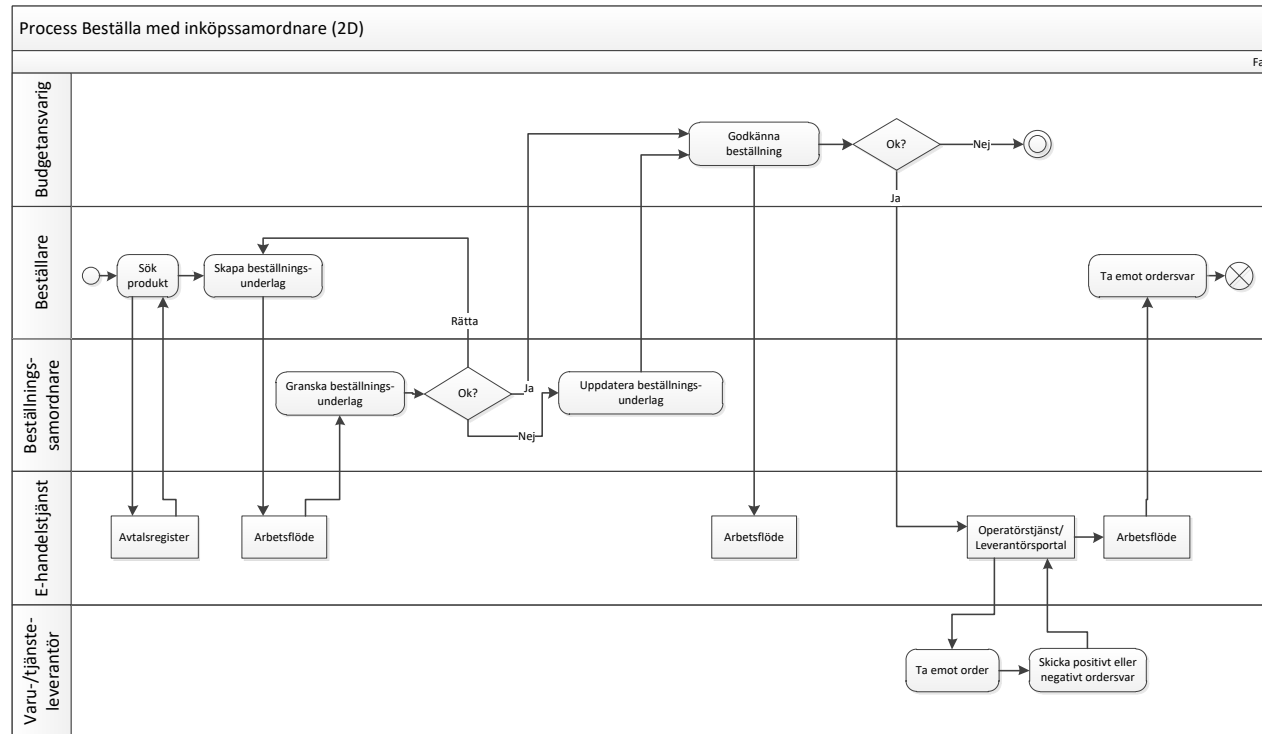 Process Beställa med inköpssamordnare (2D)
Fa
Budgetansvarig
Godkänna
beställning
Ok?
Nej
Ja
Beställare
Sök
produkt
Skapa beställnings-
underlag
Rätta
Ta emot ordersvar
Beställnings-
samordnare
Granska beställnings-
underlag
Ok?
Ja
Nej
Uppdatera beställnings-
underlag
E-handelstjänst
Avtalsregister
Arbetsflöde
Arbetsflöde
Operatörstjänst/
Leverantörsportal
Arbetsflöde
Varu-/tjänste-
leverantör
Ta emot order
Skicka positivt eller
negativt ordersvar